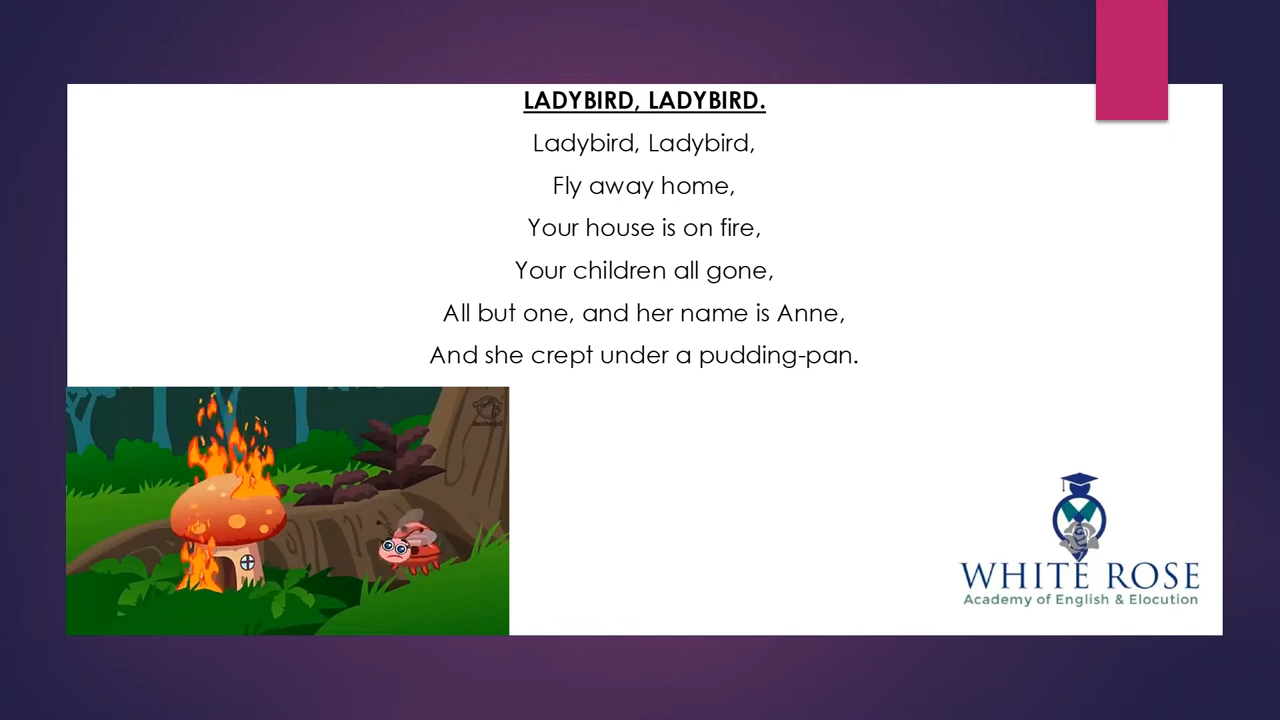 LADYBIRD, LADYBIRD.
Ladybird, Ladybird,
Fly away home,
Your house is on fire,
Your children all gone,
All but one, and her name is Anne,
And she crept under a pudding-pan.
WHITE ROSE
Academy of English & Elocution